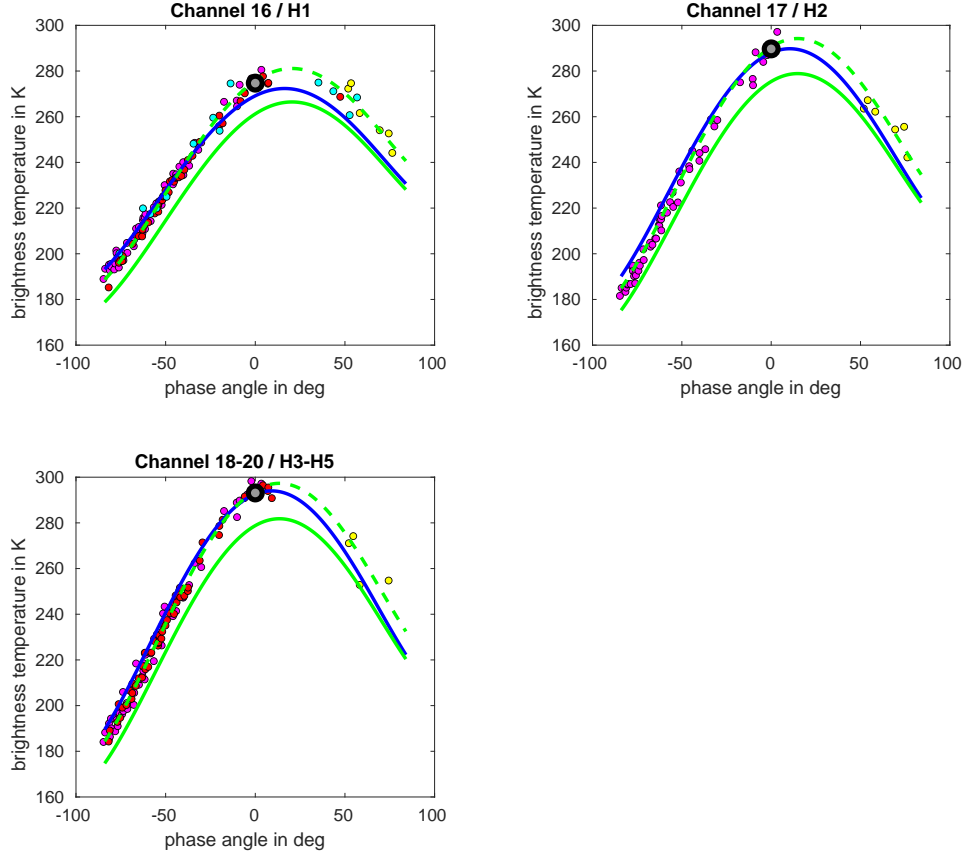 Channel 16 / H1
300
280
260
240
220
200
180
160
brightness temperature in K
-100 -50 0 50 100
phase angle in deg
Channel 17 / H2
300
280
260
240
220
200
180
160
brightness temperature in K
-100 -50 0 50 100
phase angle in deg
Channel 18-20 / H3-H5
300
280
260
240
220
200
180
160
brightness temperature in K
-100 -50 0 50 100
phase angle in deg